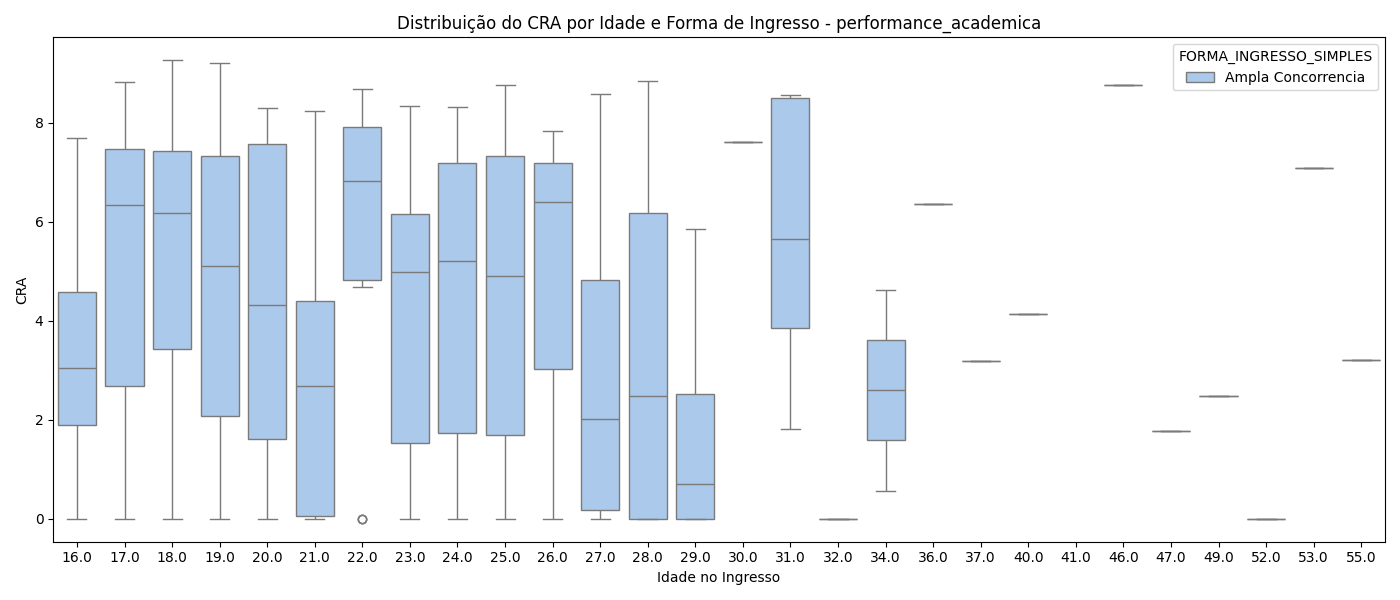 Distribuição do CRA por Idade e Forma de Ingresso - performance_academica
FORMA_INGRESSO_SIMPLES
Ampla Concorrencia
CRA
8
6
4
2
0
16.0 17.0 18.0 19.0 20.0 21.0 22.0 23.0 24.0 25.0 26.0 27.0 28.0 29.0 30.0 31.0 32.0 34.0 36.0 37.0 40.0 41.0 46.0 47.0 49.0 52.0 53.0 55.0
Idade no Ingresso